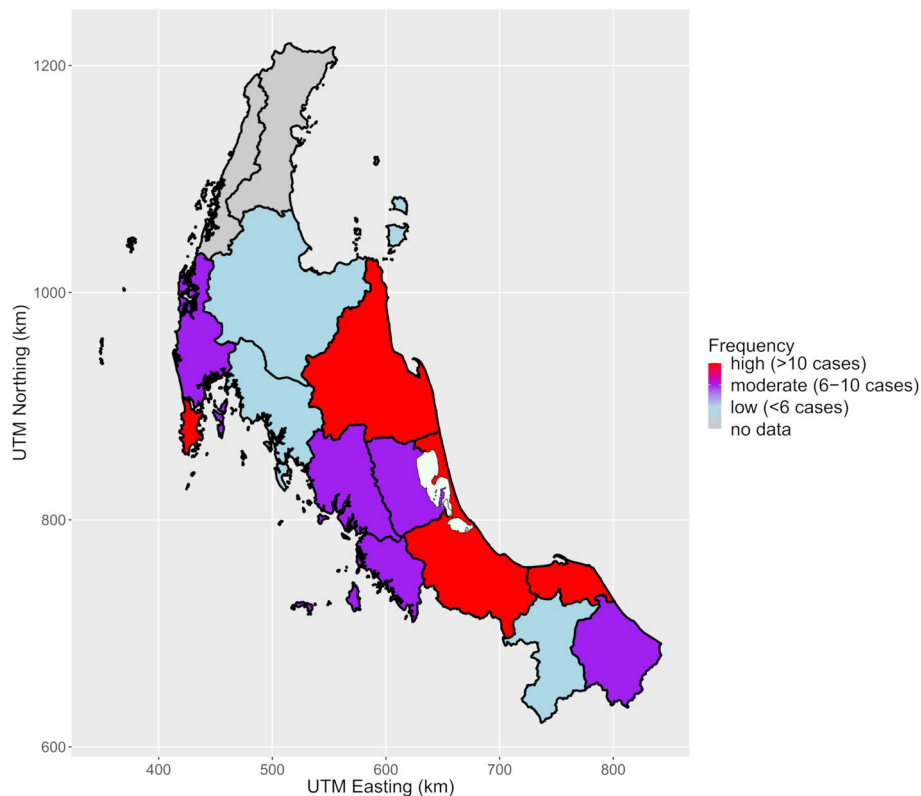 1200
1000
800
600
UTM Northing (km)
400
500
600
700
800
UTM Easting (km)
Frequency
high (>10 cases)
moderate (6−10 cases)
low (<6 cases)
no data